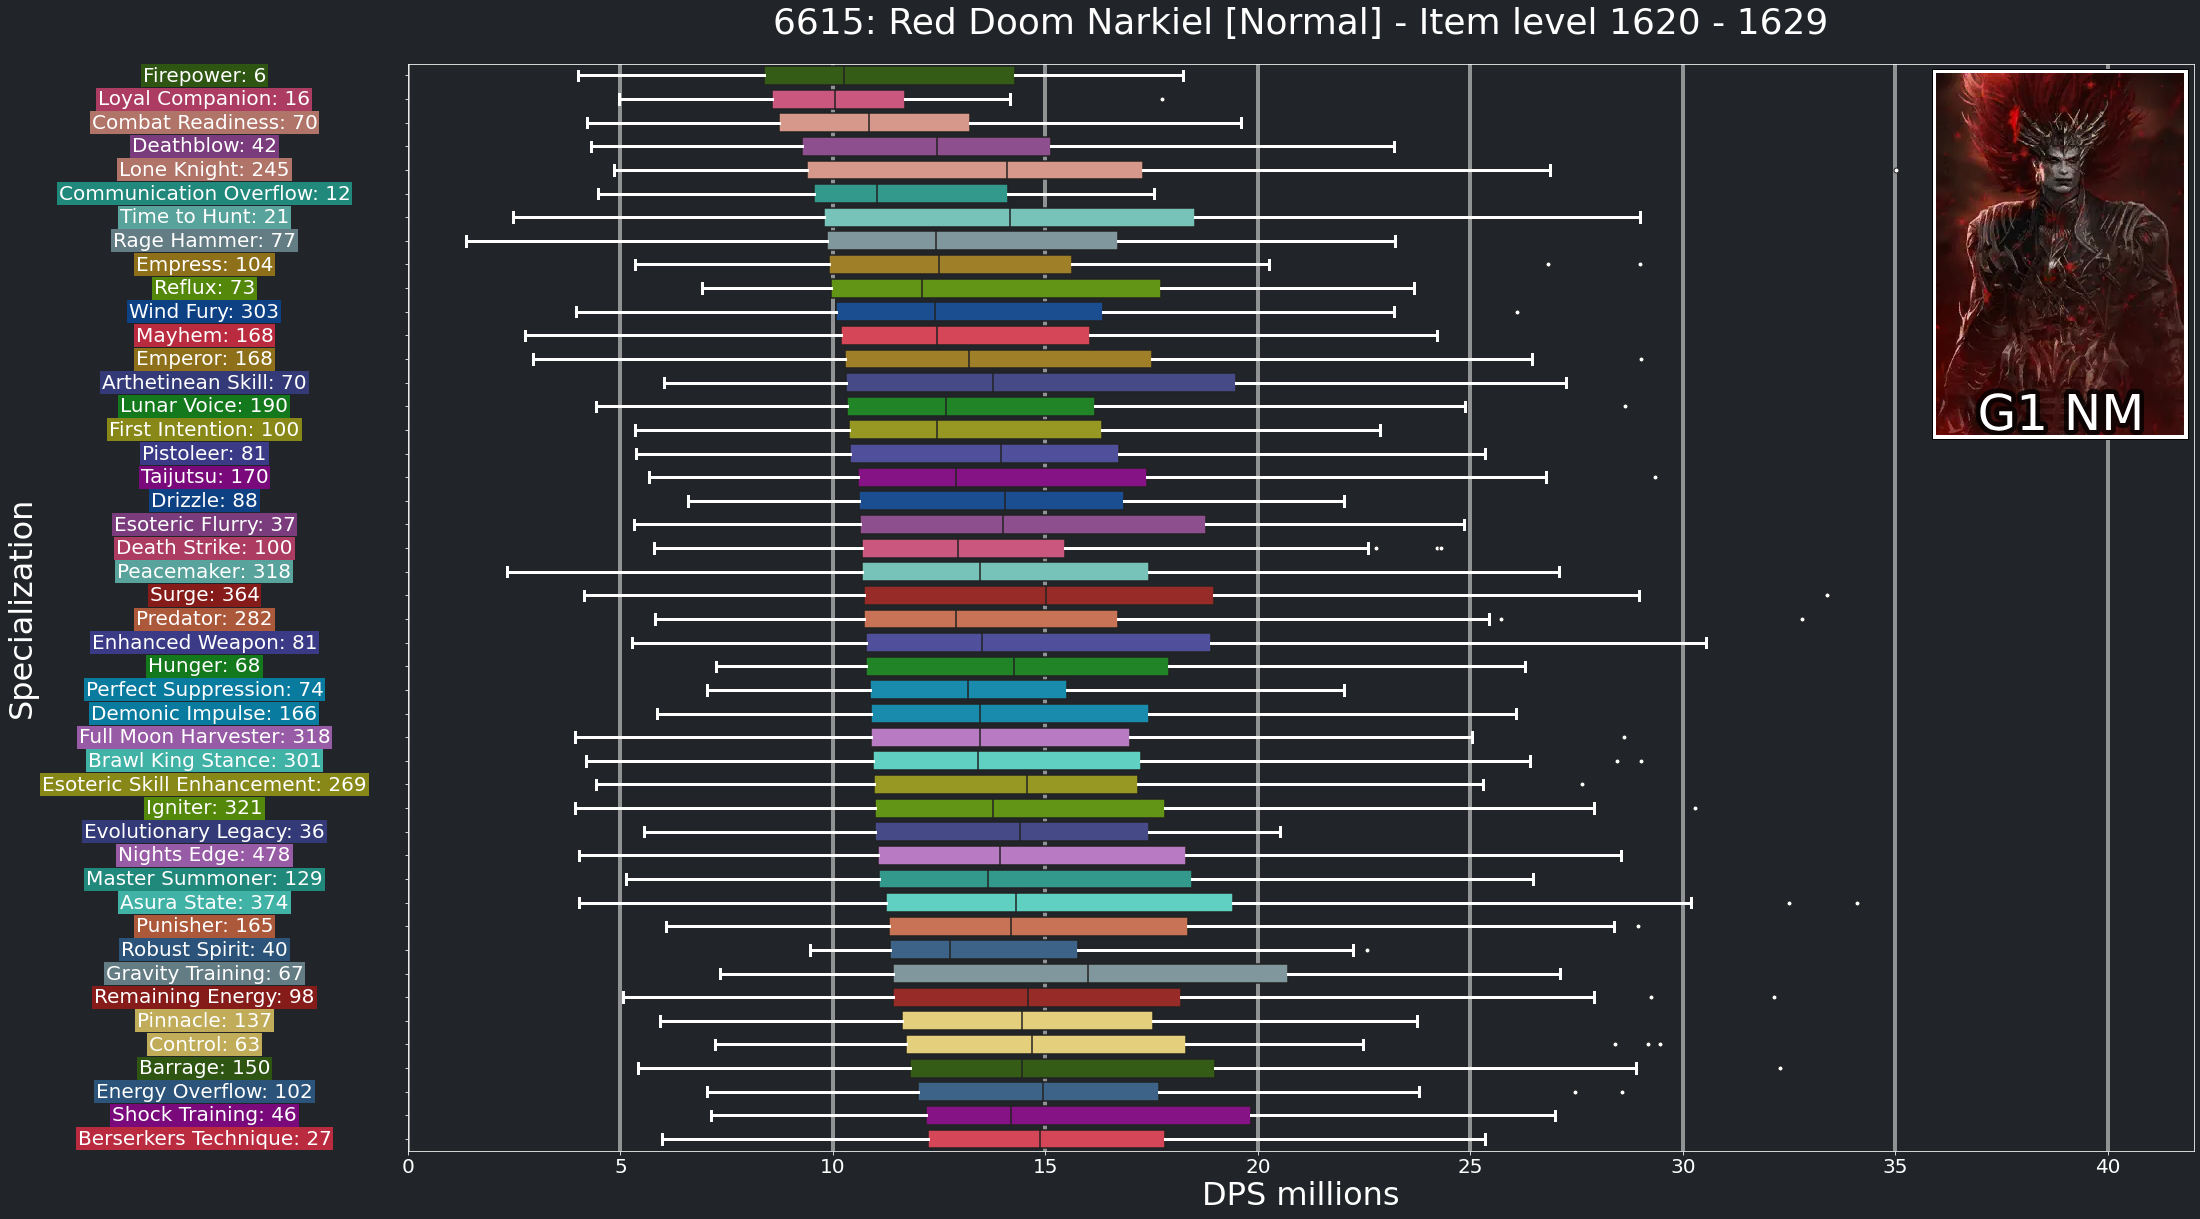 6615: Red Doom Narkiel [Normal] - Item level 1620 - 1629
Firepower: 6
Loyal Companion: 16
Combat Readiness: 70
Deathblow: 42
Lone Knight: 245
Communication Overflow: 12
Time to Hunt: 21
Rage Hammer: 77
Empress: 104
Reflux: 73
Wind Fury: 303
Mayhem: 168
Emperor: 168
Arthetinean Skill: 70
Lunar Voice: 190
First Intention: 100
Pistoleer: 81
Taijutsu: 170
Drizzle: 88
Esoteric Flurry: 37
Death Strike: 100
Peacemaker: 318
Surge: 364
Predator: 282
Enhanced Weapon: 81
Hunger: 68
Perfect Suppression: 74
Demonic Impulse: 166
Full Moon Harvester: 318
Brawl King Stance: 301
Esoteric Skill Enhancement: 269
Igniter: 321
Evolutionary Legacy: 36
Nights Edge: 478
Master Summoner: 129
Asura State: 374
Punisher: 165
Robust Spirit: 40
Gravity Training: 67
Remaining Energy: 98
Pinnacle: 137
Control: 63
Barrage: 150
Energy Overflow: 102
Shock Training: 46
Berserkers Technique: 27
Specialization
G1 NM
0 5 10 15 20 25 30 35 40
DPS millions